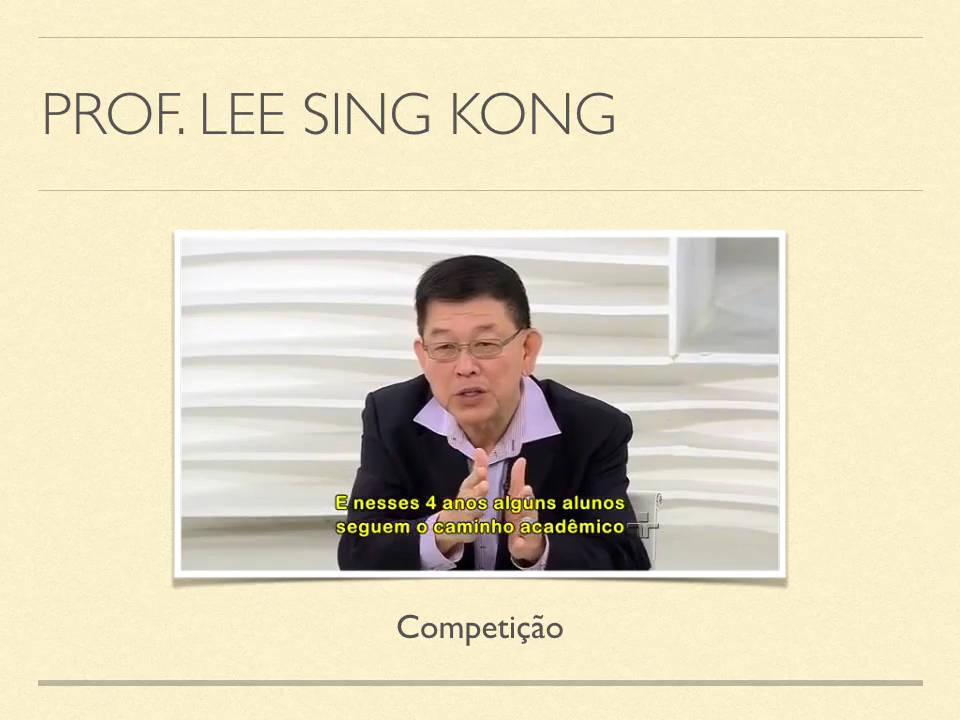 PROF. LEE SING KONG
E nesses 4 anos alguns alunos
seguem o caminho acadêmico
Competição